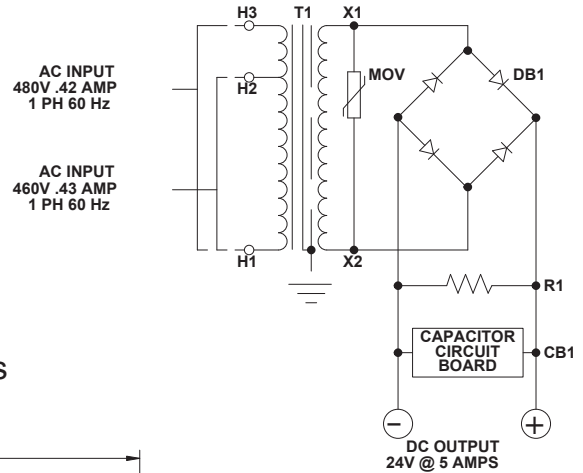 H3
T1
X1
AC INPUT
480V .42 AMP
1 PH 60 Hz
H2
MOV
DB1
AC INPUT
460V .43 AMP
1 PH 60 Hz
H1
X2
R1
CAPACITOR
CIRCUIT
BOARD
CB1
S
−
+
DC OUTPUT
24V @ 5 AMPS